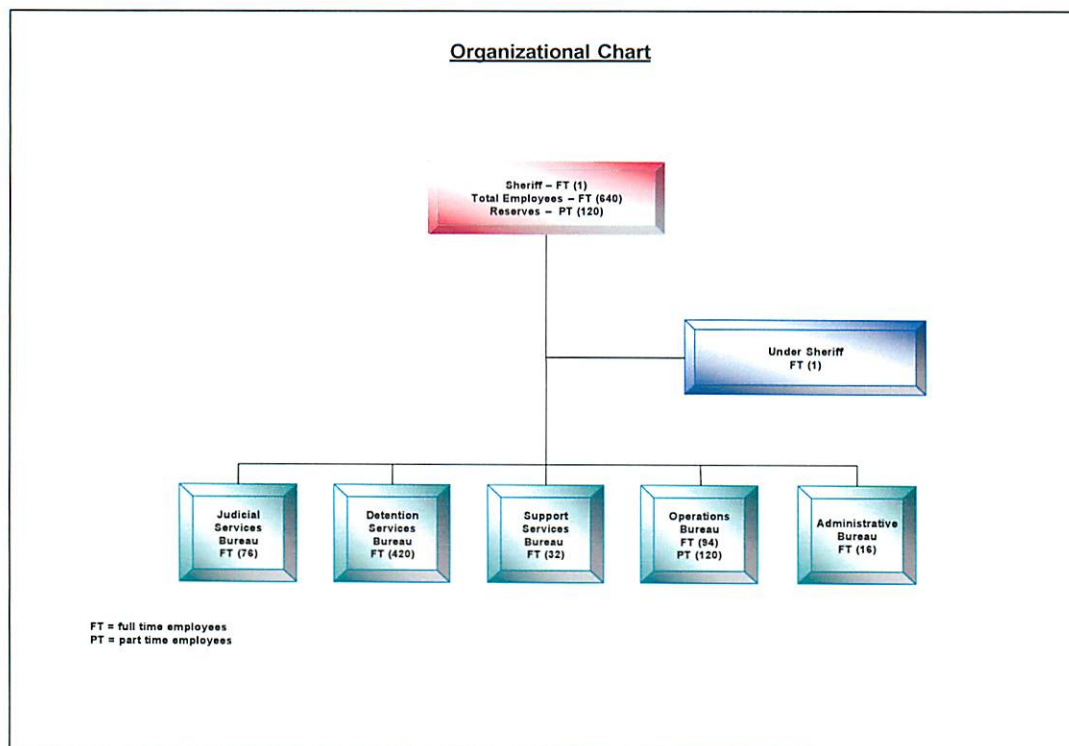 Organizational Chart
Sheriff – FT (1)
Total Employees – FT (640)
Reserves – PT (120)
Under Sheriff
FT (1)
Judicial
Services
Bureau
FT (76)
Detention
Services
Bureau
FT (420)
Support
Services
Bureau
FT (32)
Operations
Bureau
FT (94)
PT (120)
Administrative
Bureau
FT (16)
FT = full time employees
PT = part time employees